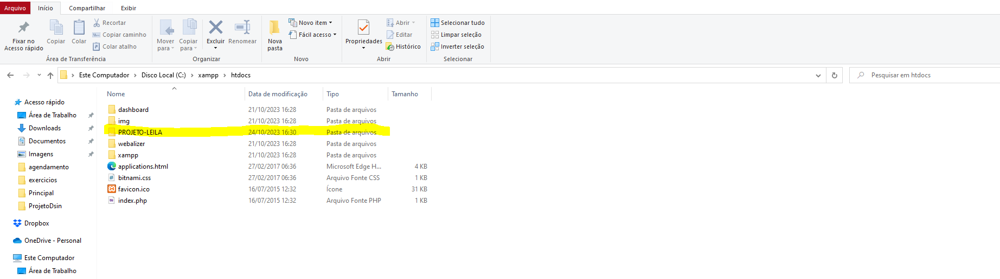 Arquivo Início Compartilhar Exibir
Fixar no Acesso rápido
Copiar
Colar
Recortar
Copiar caminho
Colar atalho
Área de Transferência
Mover para
Copiar para
Excluir
Renomear
Organizar
Nova pasta
Novo item
Fácil acesso
Novo
Propriedades
Abrir
Editar
Histórico
Abrir
Selecionar tudo
Limpar seleção
Inverter seleção
Selecionar
Este Computador > Disco Local (C:) > xampp > htdocs
Pesquisar em htdocs
Acesso rápido
Área de Trabalho
Downloads
Documentos
Imagens
agendamento
exercicios
Principal
ProjetoDsin
Dropbox
OneDrive - Personal
Este Computador
Área de Trabalho
Nome Data de modificação Tipo Tamanho
dashboard 21/10/2023 16:28 Pasta de arquivos
img 21/10/2023 16:28 Pasta de arquivos
PROJETO-LEILA 24/10/2023 16:30 Pasta de arquivos
webalizer 21/10/2023 16:28 Pasta de arquivos
xampp 21/10/2023 16:28 Pasta de arquivos
applications.html 27/02/2017 06:36 Microsoft Edge H... 4 KB
bitnami.css 27/02/2017 06:36 Arquivo Fonte CSS 1 KB
favicon.ico 16/07/2015 12:32 Ícone 31 KB
index.php 16/07/2015 12:32 Arquivo Fonte PHP 1 KB